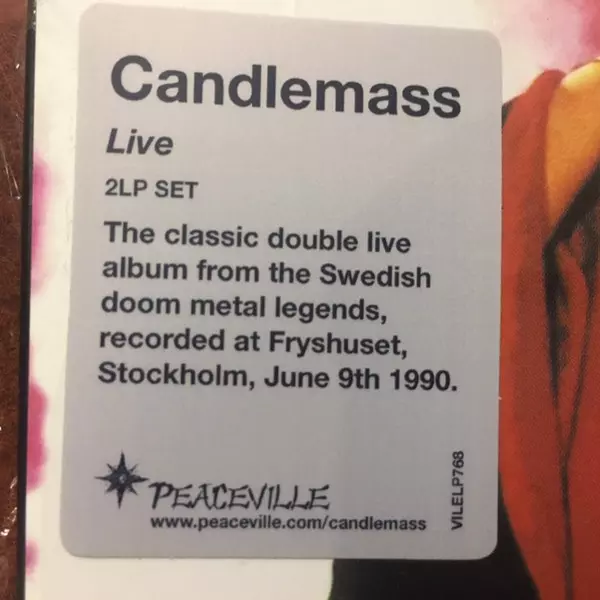 Candlemass
Live
2LP SET
The classic double live
album from the Swedish
doom metal legends,
recorded at Fryshuset,
Stockholm, June 9th 1990.
PEACEVILLE
www.peaceville.com/candlemass
VILELP768